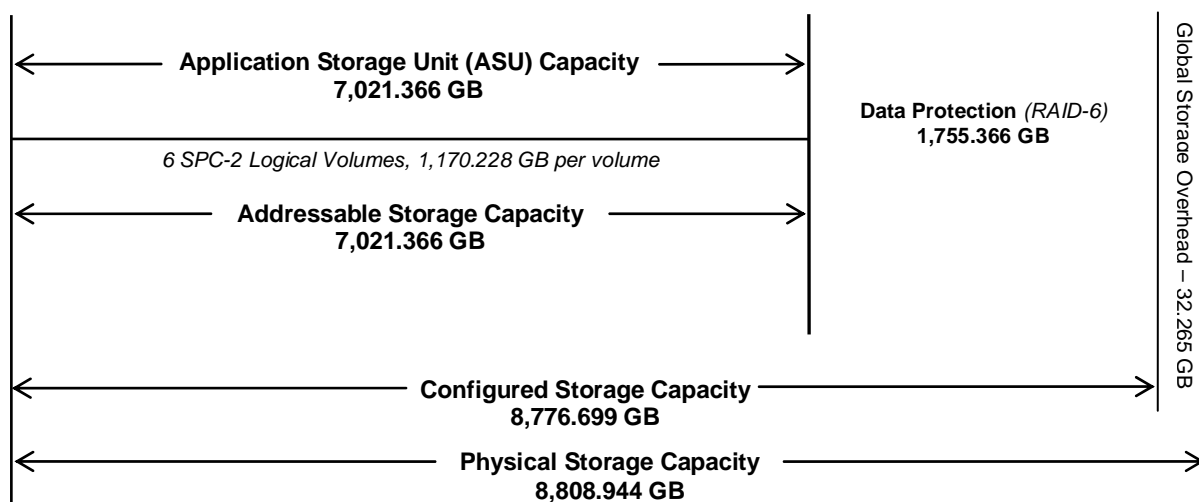 Application Storage Unit (ASU) Capacity
7,021.366 GB
Data Protection (RAID-6)
1,755.366 GB
6 SPC-2 Logical Volumes, 1,170.228 GB per volume
Addressable Storage Capacity
7,021.366 GB
Global Storage Overhead – 32.265 GB
Configured Storage Capacity
8,776.699 GB
Physical Storage Capacity
8,808.944 GB